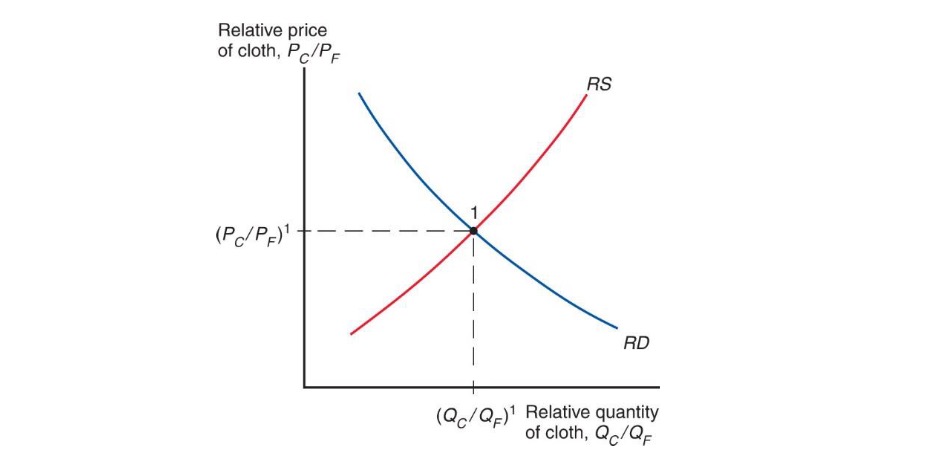 Relative price
of cloth, P_C/P_F
RS
1
(P_C/P_F)¹
RD
(Q_C/Q_F)¹ Relative quantity
of cloth, Q_C/Q_F